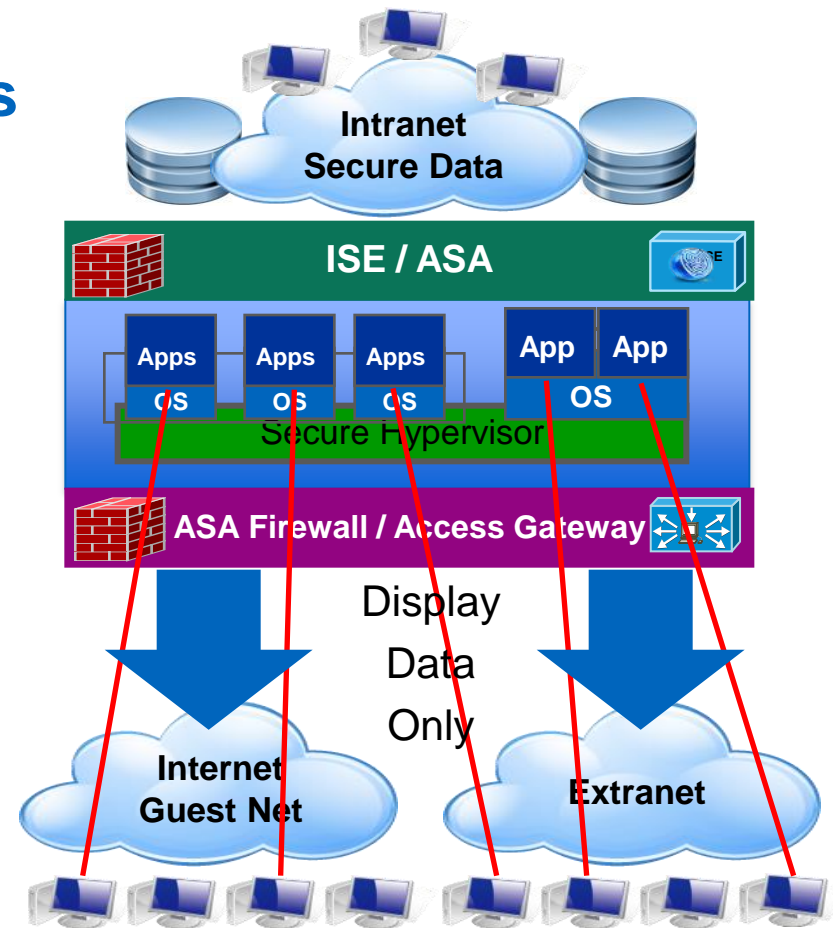 s
Intranet
Secure Data
ISE / ASA
SE
Apps
Apps
Apps
App
App
OS
OS
OS
OS
Secure Hypervisor
ASA Firewall / Access Gateway
Display
Data
Only
Internet
Guest Net
Extranet